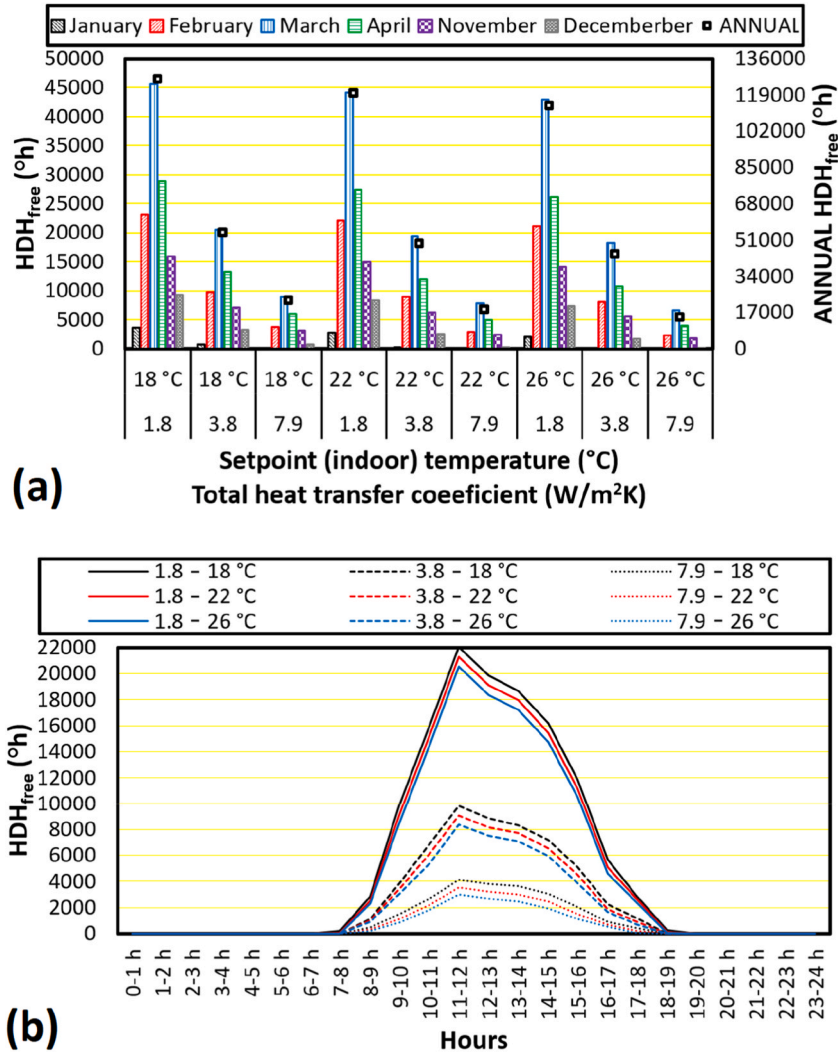 January February March April November Decemberber ANNUAL
50000 136000
45000 119000
40000 102000
35000 85000
30000 68000
25000 51000
20000 34000
15000 17000
10000 0
5000
0
HDHfree (°h)
ANNUAL HDHfree (°h)
18 °C 18 °C 18 °C 22 °C 22 °C 22 °C 26 °C 26 °C 26 °C
1.8 3.8 7.9 1.8 3.8 7.9 1.8 3.8 7.9
Setpoint (indoor) temperature (°C)
Total heat transfer coeeficient (W/m²K)
(a)
1.8 – 18 °C 3.8 – 18 °C 7.9 – 18 °C
1.8 – 22 °C 3.8 – 22 °C 7.9 – 22 °C
1.8 – 26 °C 3.8 – 26 °C 7.9 – 26 °C
22000
20000
18000
16000
14000
12000
10000
8000
6000
4000
2000
0
HDHfree (°h)
0-1 h
1-2 h
2-3 h
3-4 h
4-5 h
5-6 h
6-7 h
7-8 h
8-9 h
9-10 h
10-11 h
11-12 h
12-13 h
13-14 h
14-15 h
15-16 h
16-17 h
17-18 h
18-19 h
19-20 h
20-21 h
21-22 h
22-23 h
23-24 h
Hours
(b)